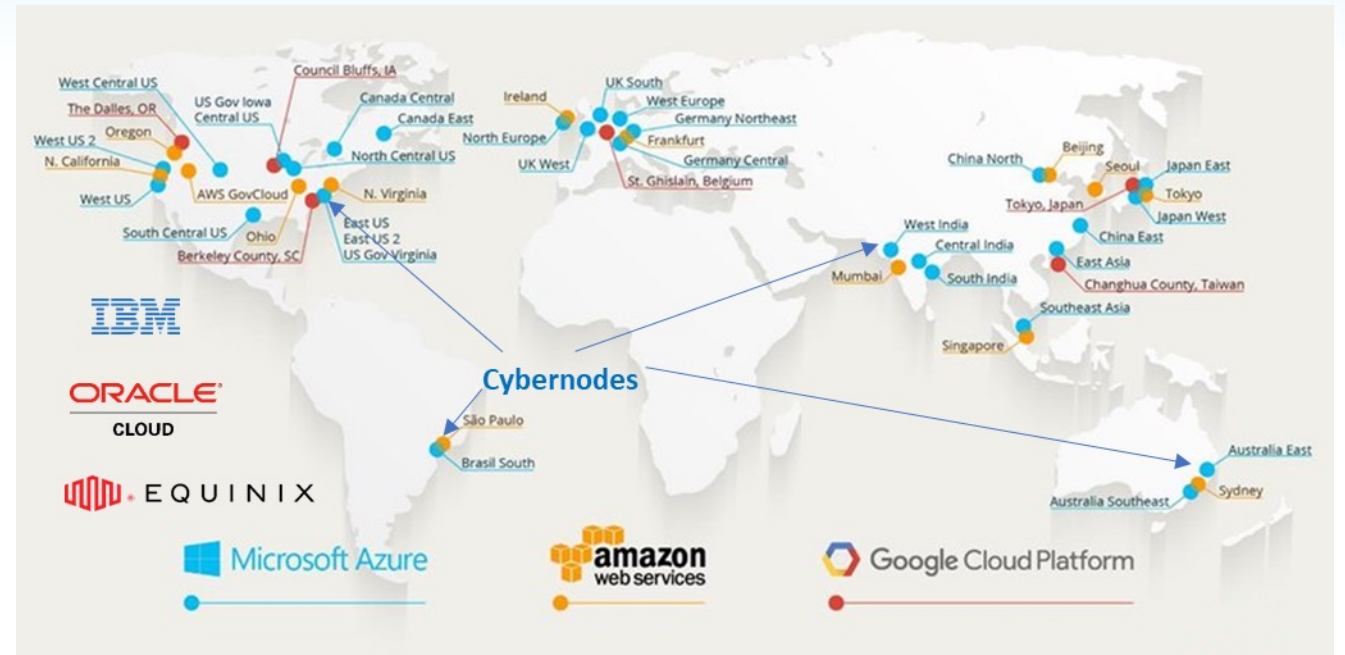 Council Bluffs, IA
West Central US
The Dalles, OR
US Gov Iowa
Central US
Canada Central
Canada East
Oregon
West US 2
N. California
North Central US
AWS GovCloud
N. Virginia
West US
South Central US
Ohio
East US
East US 2
US Gov Virginia
Berkeley County, SC
UK South
Ireland
West Europe
Germany Northeast
North Europe
Frankfurt
UK West
Germany Central
St. Ghislain, Belgium
Beijing
China North
Seoul
Japan East
Tokyo, Japan
Tokyo
Japan West
West India
China East
Central India
East Asia
Mumbai
South India
Changhua County, Taiwan
Southeast Asia
Singapore
IBM
Cybernodes
ORACLE®
CLOUD
São Paulo
Brasil South
Australia East
Sydney
Australia Southeast
EQUINIX
Microsoft Azure
amazon
web services
Google Cloud Platform